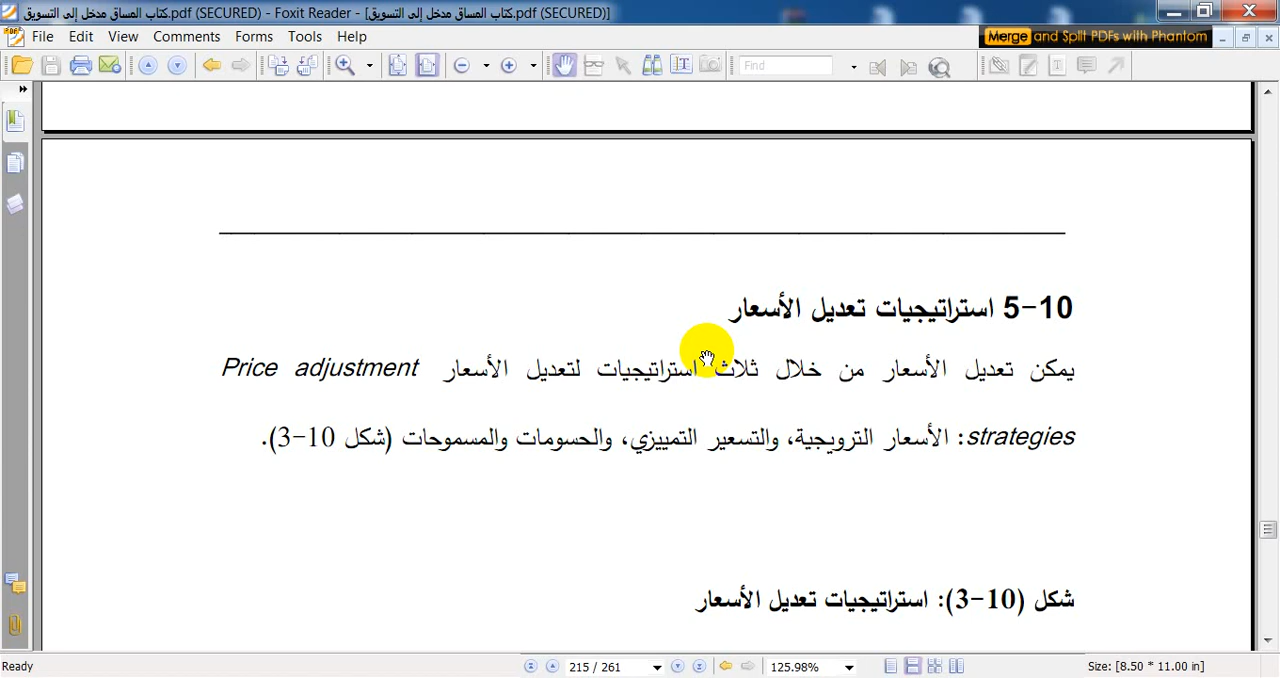 كتاب المساق مدخل إلى التسويق.pdf (SECURED) - Foxit Reader - [كتاب المساق مدخل إلى التسويق.pdf (SECURED)]
File Edit View Comments Forms Tools Help
Merge and Split PDFs with Phantom
Find
5-10 استراتيجيات تعديل الأسعار
يمكن تعديل الأسعار من خلال ثلاث استراتيجيات لتعديل الأسعار Price adjustment
strategies: الأسعار الترويجية، والتسعير التمييزي، والحسومات والمسموحات (شكل 10-3).
شكل (10-3): استراتيجيات تعديل الأسعار
Ready 215 / 261 125.98% Size: [8.50 * 11.00 in]